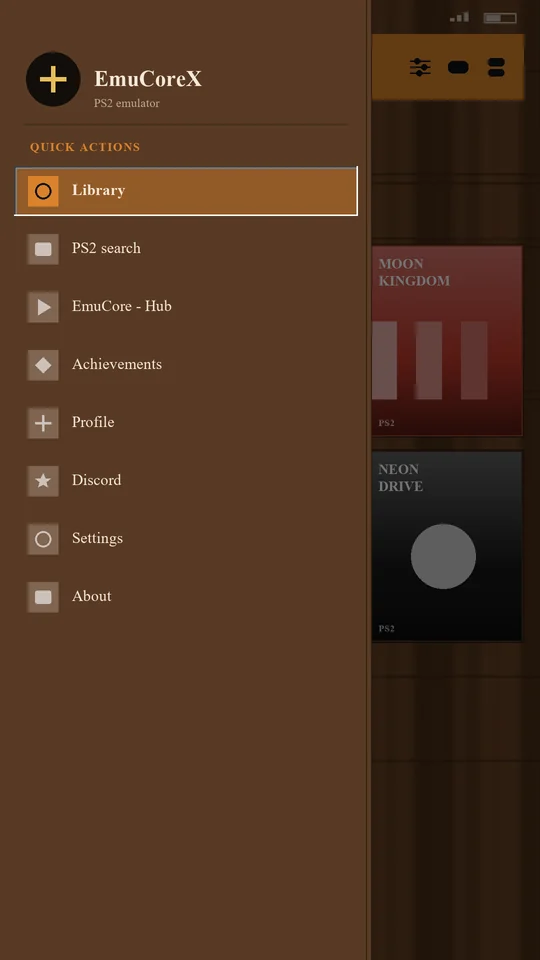 EmuCoreX
PS2 emulator
QUICK ACTIONS
Library
PS2 search
EmuCore - Hub
Achievements
Profile
Discord
Settings
About
MOON
KINGDOM
PS2
NEON
DRIVE
PS2